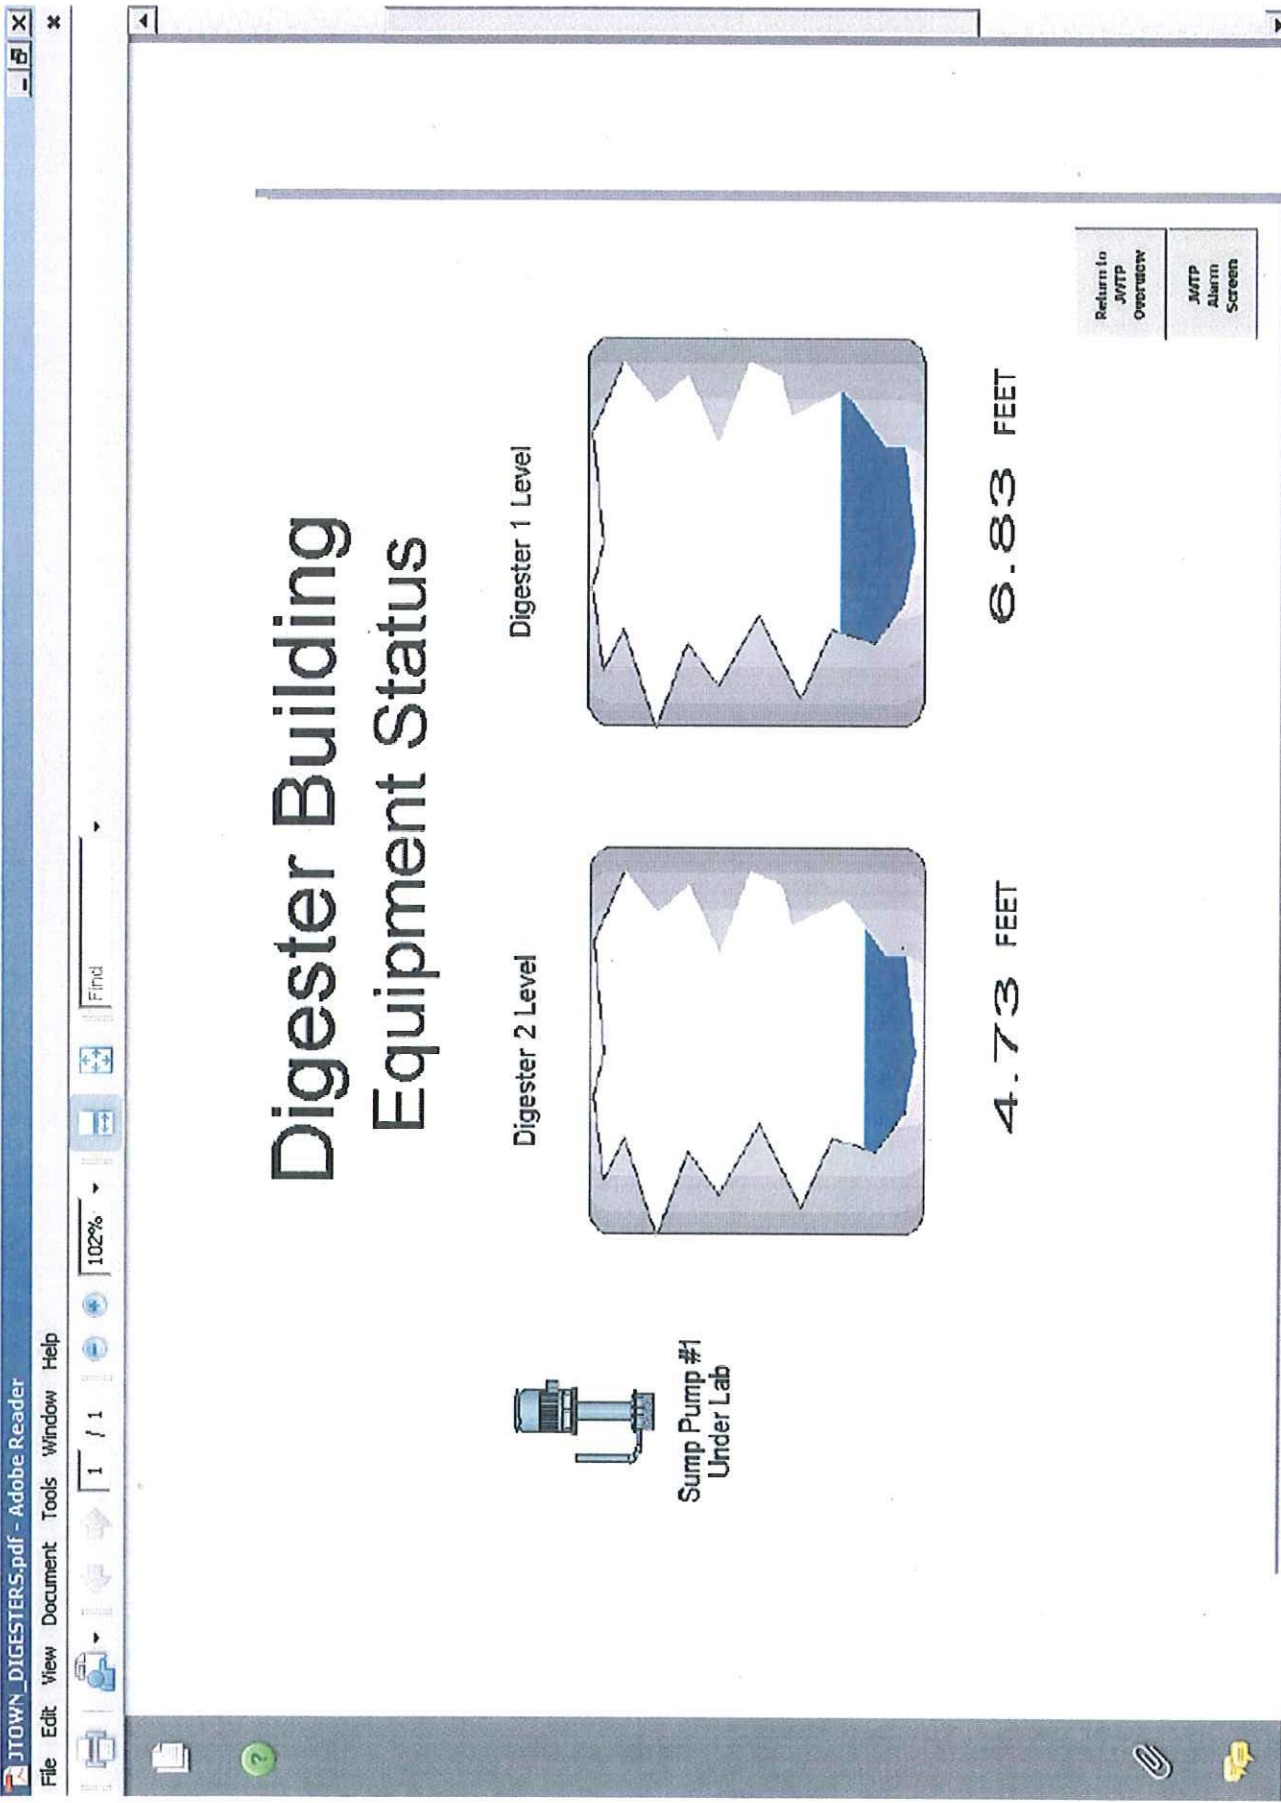 JTOWN_DIGESTERS.pdf - Adobe Reader
File Edit View Document Tools Window Help
1 / 1 102% Find
Digester Building
Equipment Status
Digester 2 Level
Digester 1 Level
Sump Pump #1
Under Lab
4.73 FEET
6.83 FEET
Return to
JWTP
Overview
JWTP
Alarm
Screen